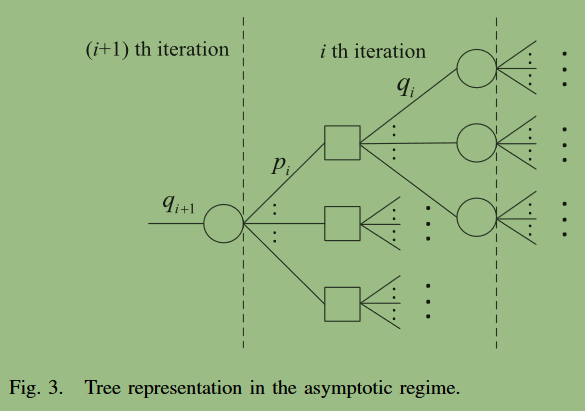 (i+1) th iteration
i th iteration
q_i
p_i
q_{i+1}
Fig. 3. Tree representation in the asymptotic regime.